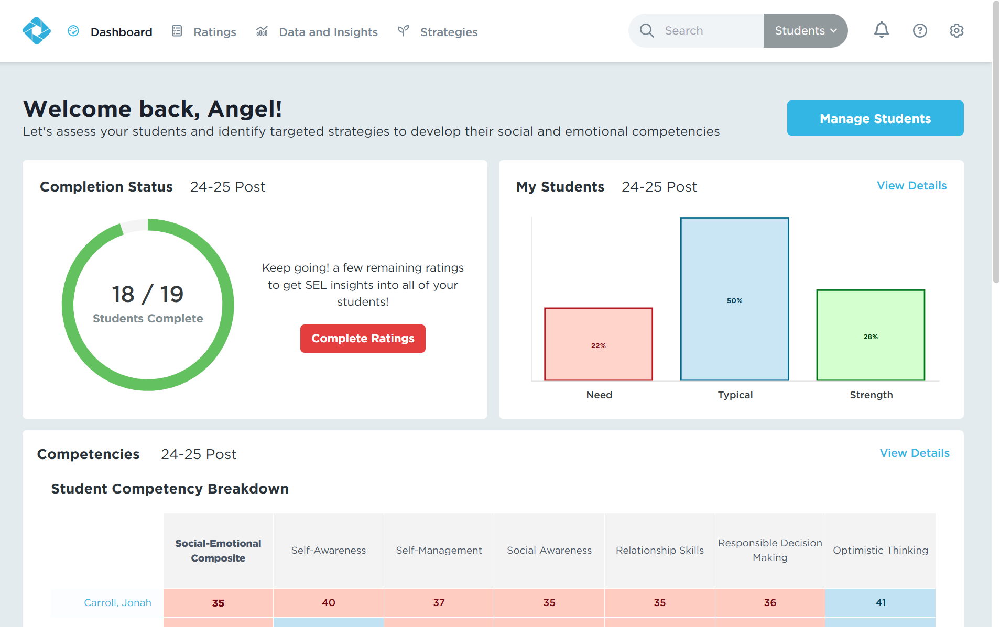 Dashboard
Ratings
Data and Insights
Strategies
Search
Students
Welcome back, Angel!
Let's assess your students and identify targeted strategies to develop their social and emotional competencies
Manage Students
Completion Status 24-25 Post
18 / 19
Students Complete
Keep going! a few remaining ratings
to get SEL insights into all of your
students!
Complete Ratings
My Students 24-25 Post
View Details
22%
50%
28%
Need
Typical
Strength
Competencies 24-25 Post
View Details
Student Competency Breakdown
Social-Emotional
Composite
Self-Awareness
Self-Management
Social Awareness
Relationship Skills
Responsible Decision
Making
Optimistic Thinking
Carroll, Jonah 35 40 37 35 35 36 41